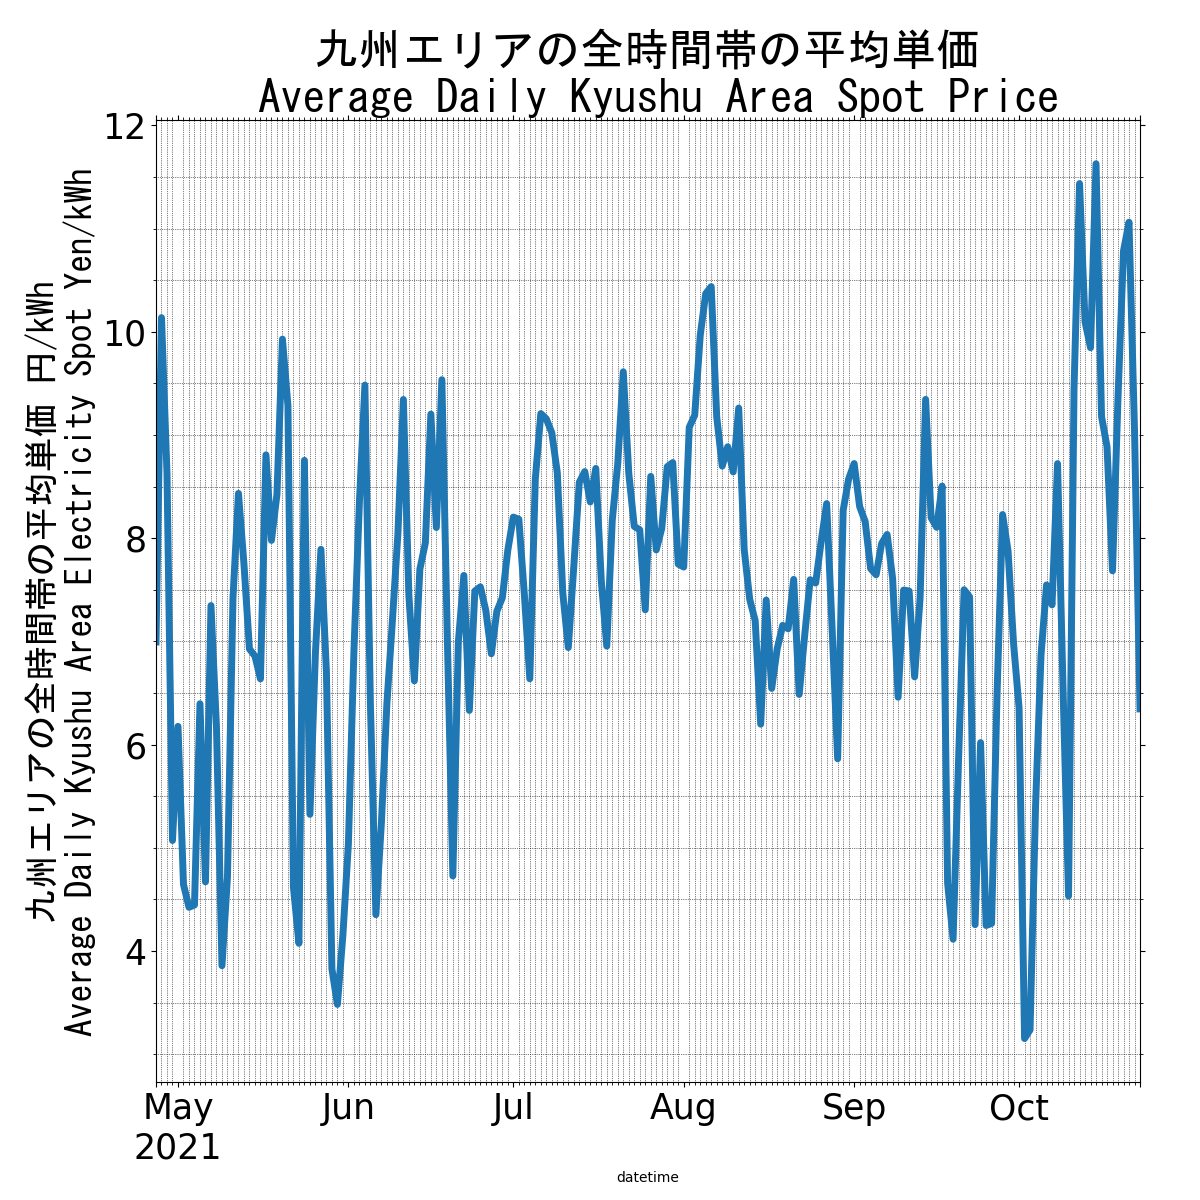 九州エリアの全時間帯の平均単価
Average Daily Kyushu Area Spot Price
九州エリアの全時間帯の平均単価 円/kWh
Average Daily Kyushu Area Electricity Spot Yen/kWh
12
10
8
6
4
May Jun Jul Aug Sep Oct
2021
datetime